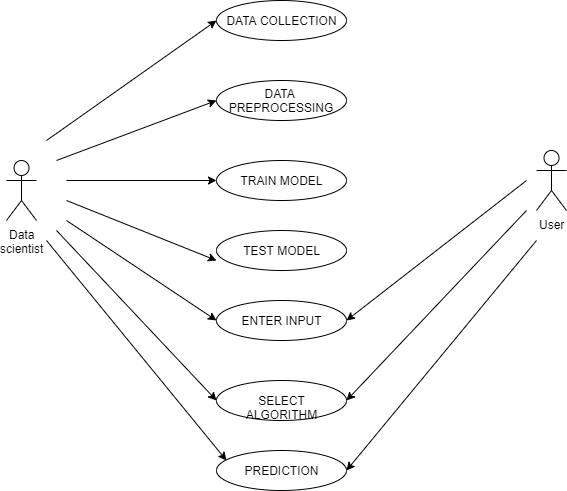 DATA COLLECTION
DATA
PREPROCESSING
TRAIN MODEL
Data
scientist
User
TEST MODEL
ENTER INPUT
SELECT
ALGORITHM
PREDICTION